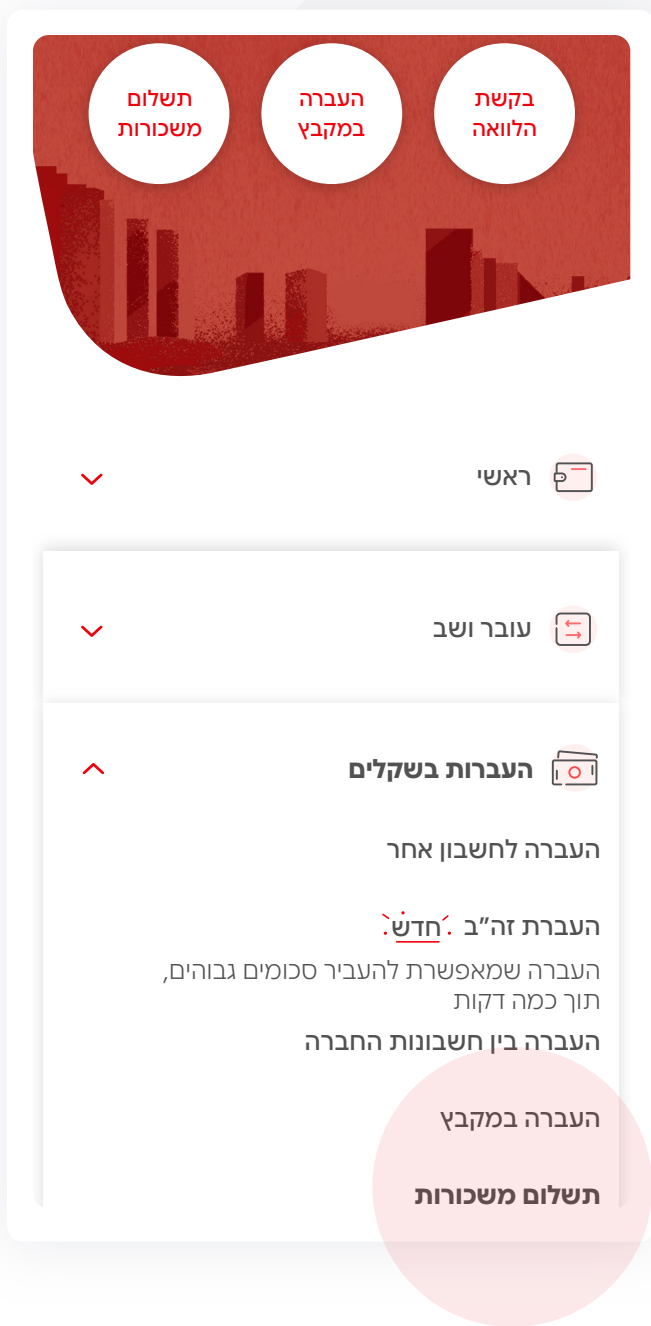 בקשת
הלוואה
העברה
במקבץ
תשלום
משכורות
ראשי
עובר ושב
העברות בשקלים
העברה לחשבון אחר
העברת זה״ב חדש
העברה שמאפשרת להעביר סכומים גבוהים,
תוך כמה דקות
העברה בין חשבונות החברה
העברה במקבץ
תשלום משכורות